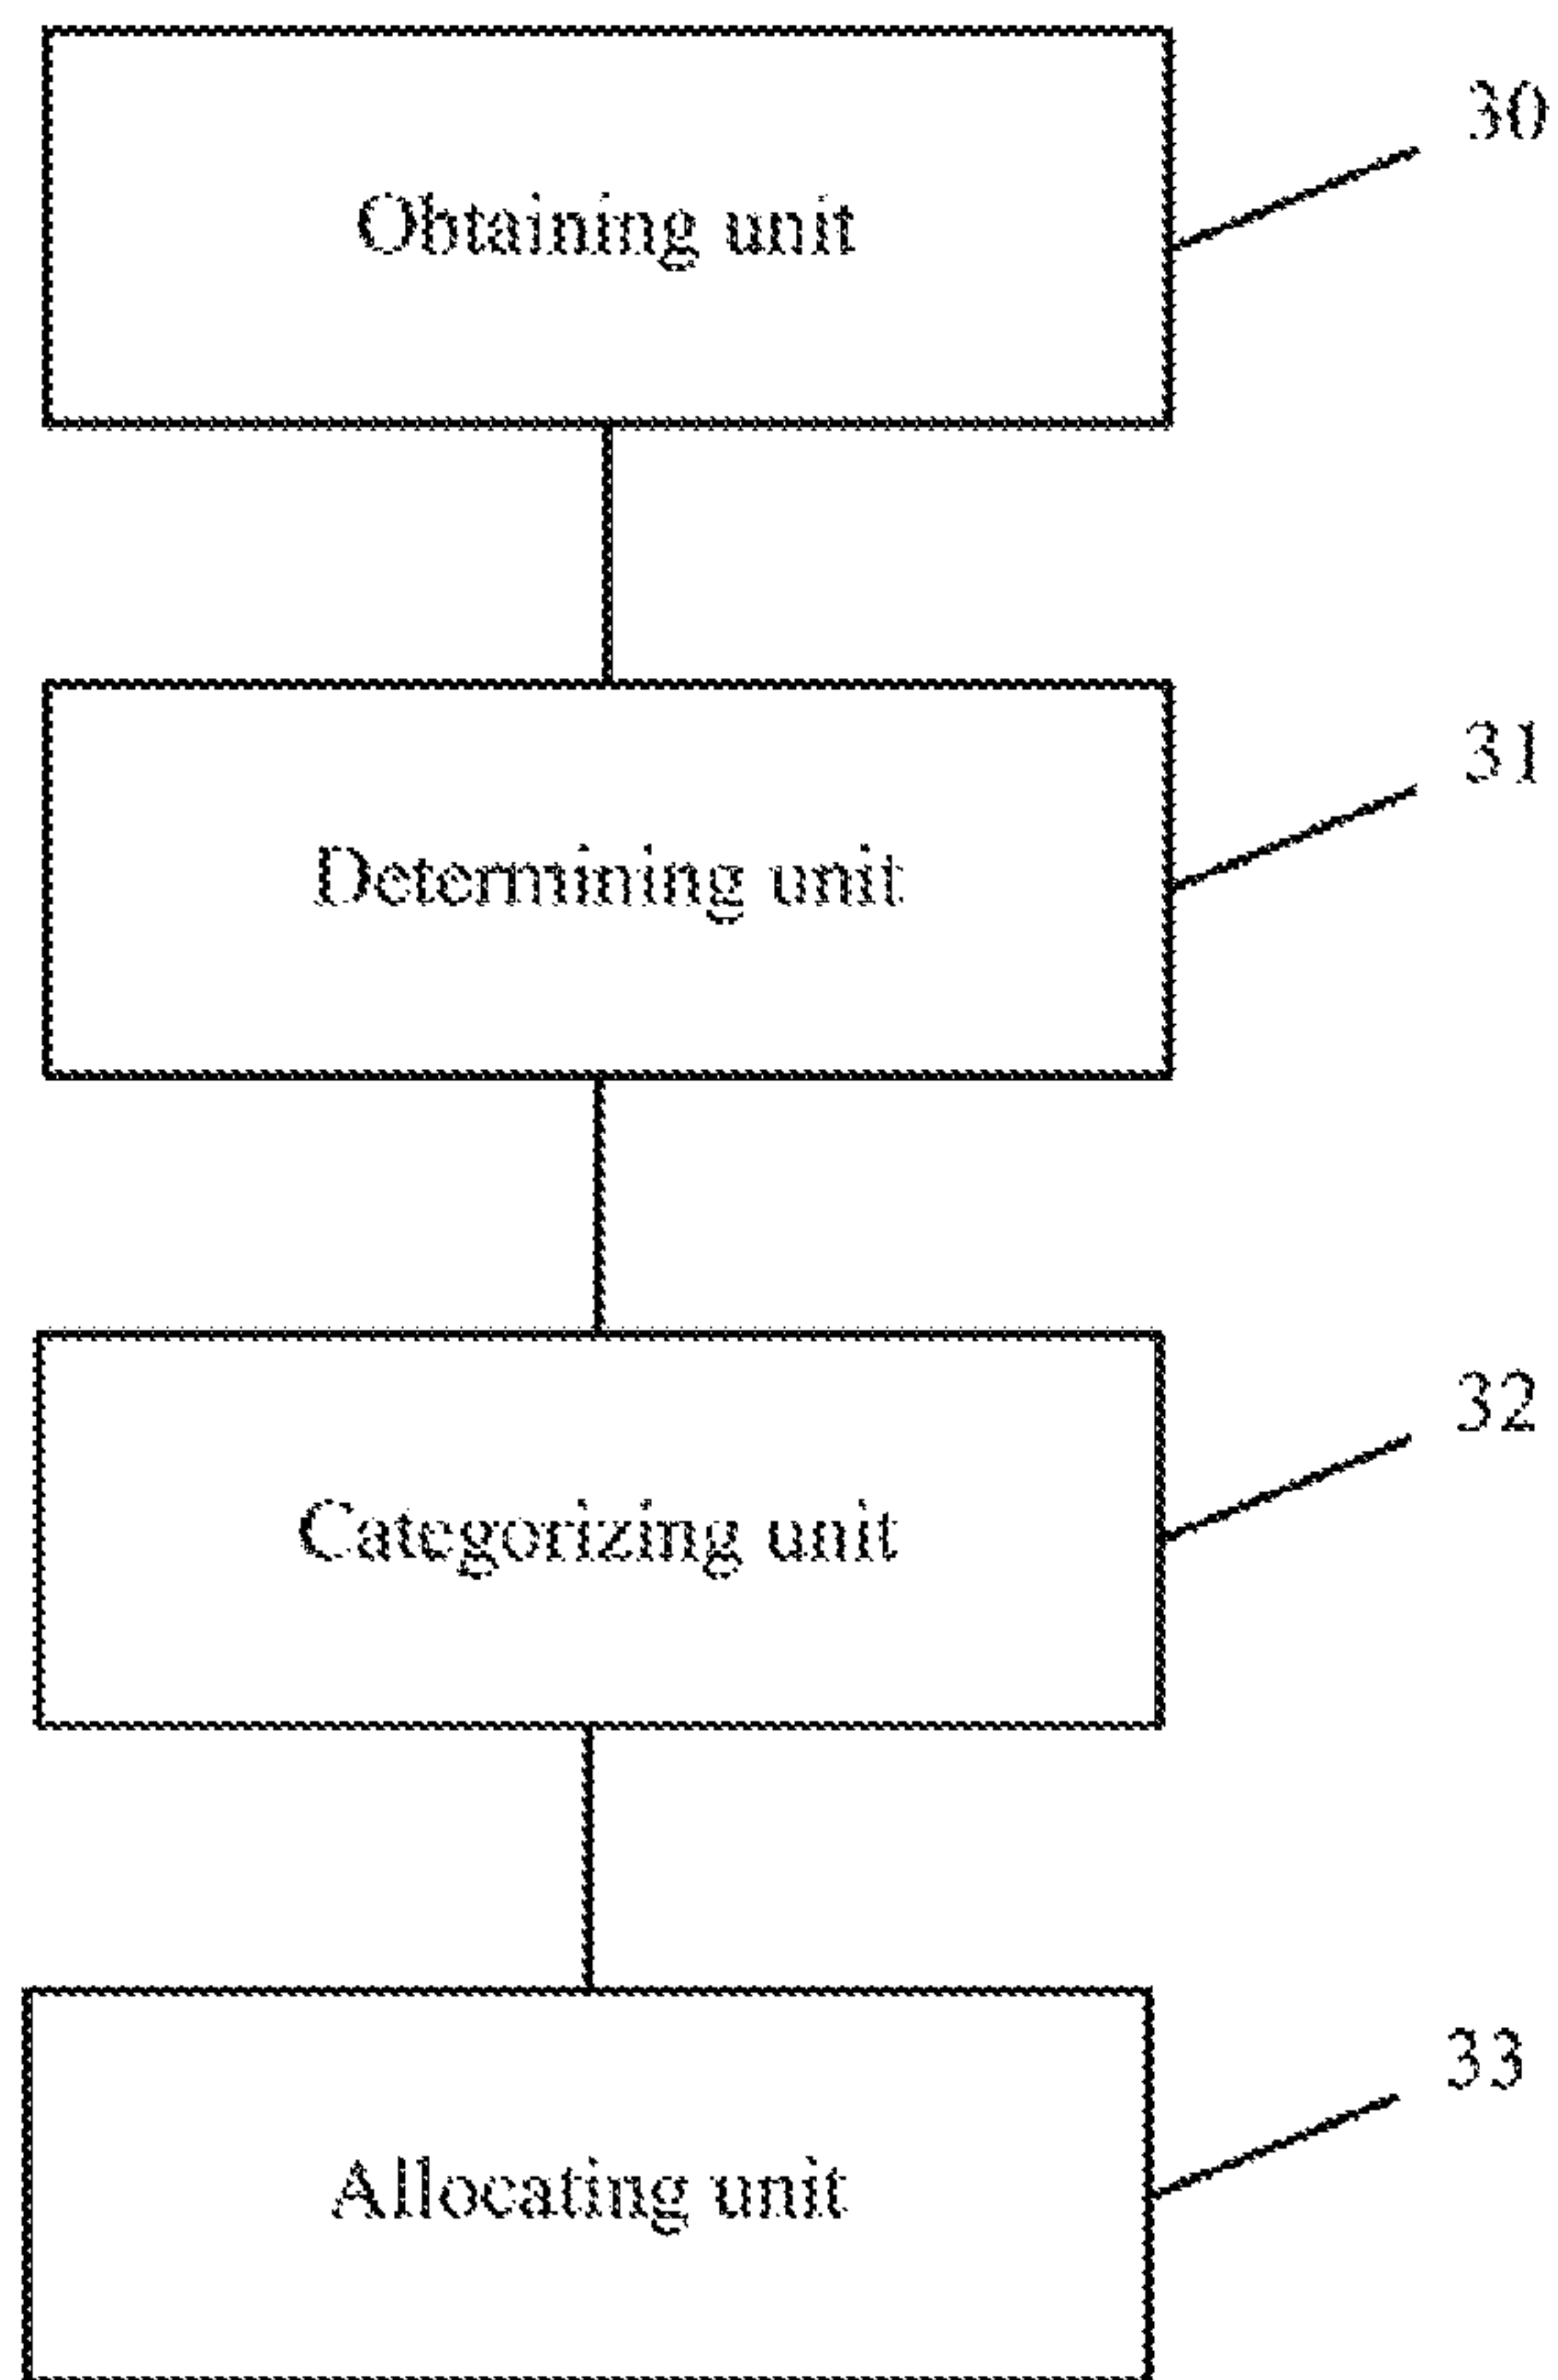 30
Obtaining unit
31
Determining unit
32
Categorizing unit
33
Allocating unit